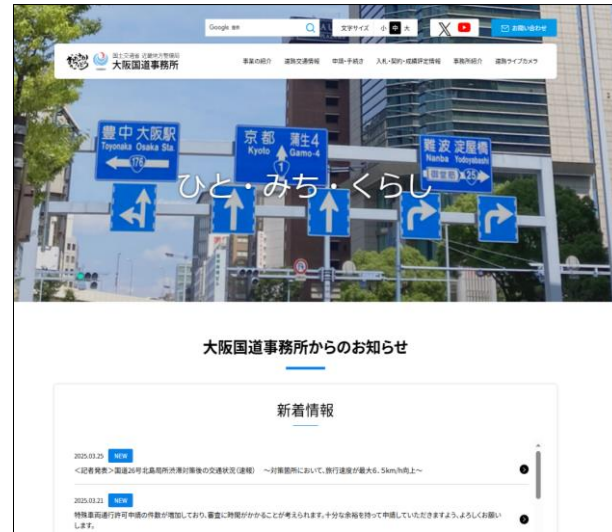 Google 検索
文字サイズ 小 中 大
お問い合わせ
国土交通省 近畿地方整備局
大阪国道事務所
事業の紹介 道路交通情報 申請・手続き 入札・契約・成績評定情報 事務所紹介 道路ライブカメラ
豊中 大阪駅
Toyonaka Osaka Sta.
176
京都 蒲生4
Kyoto Gamo-4
1
難波 淀屋橋
Nanba Yodoyabashi
御堂筋 25
ひと・みち・くらし
大阪国道事務所からのお知らせ
新着情報
2025.03.25 NEW
<記者発表>国道26号北島局所渋滞対策後の交通状況(速報) ～対策箇所において、旅行速度が最大6.5km/h向上～
2025.03.21 NEW
特殊車両通行許可申請の件数が増加しており、審査に時間がかかることが考えられます。十分な余裕を持って申請していただきますよう、よろしくお願い
します。